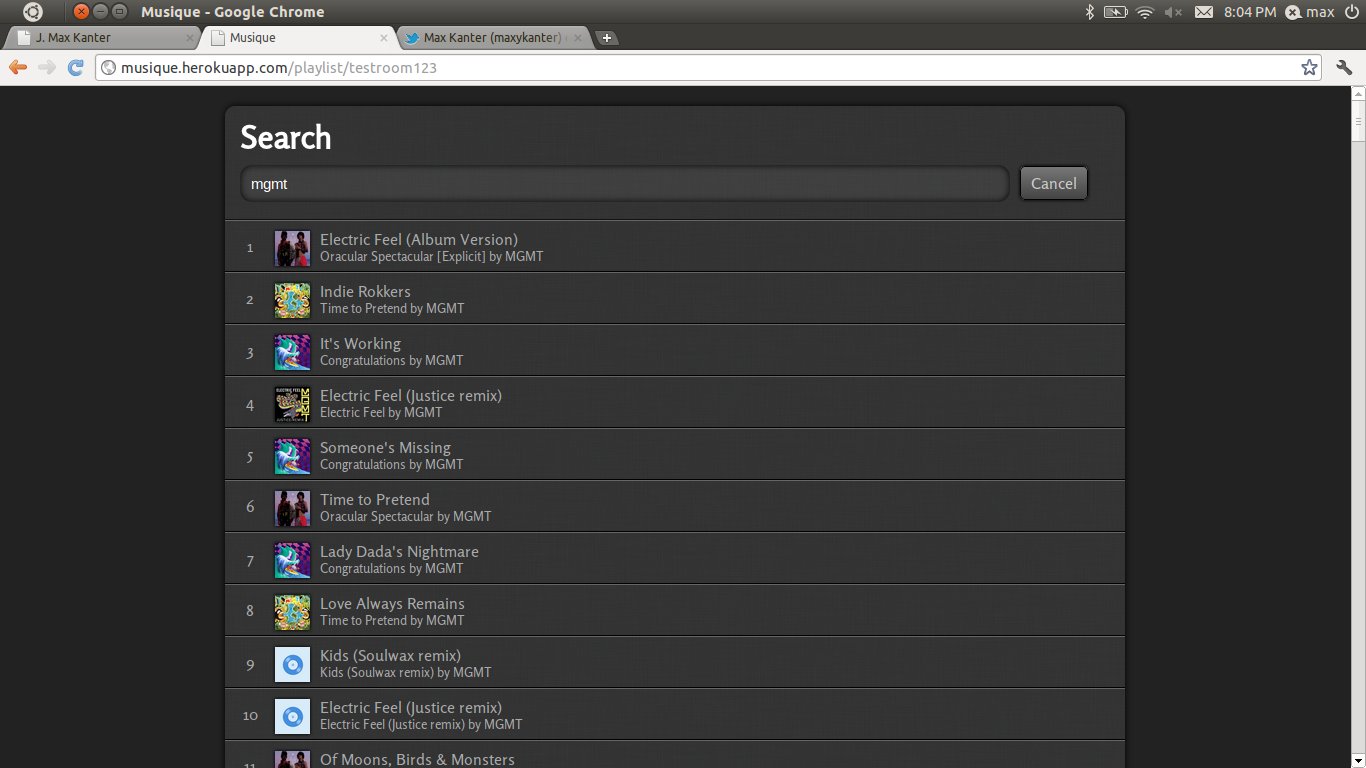 Musique - Google Chrome
8:04 PM
max
J. Max Kanter
Musique
Max Kanter (maxykanter)
musique.herokuapp.com/playlist/testroom123
Search
mgmt
Cancel
1
Electric Feel (Album Version)
Oracular Spectacular [Explicit] by MGMT
2
Indie Rokkers
Time to Pretend by MGMT
3
It's Working
Congratulations by MGMT
4
Electric Feel (Justice remix)
Electric Feel by MGMT
5
Someone's Missing
Congratulations by MGMT
6
Time to Pretend
Oracular Spectacular by MGMT
7
Lady Dada's Nightmare
Congratulations by MGMT
8
Love Always Remains
Time to Pretend by MGMT
9
Kids (Soulwax remix)
Kids (Soulwax remix) by MGMT
10
Electric Feel (Justice remix)
Electric Feel (Justice remix) by MGMT
11
Of Moons, Birds & Monsters